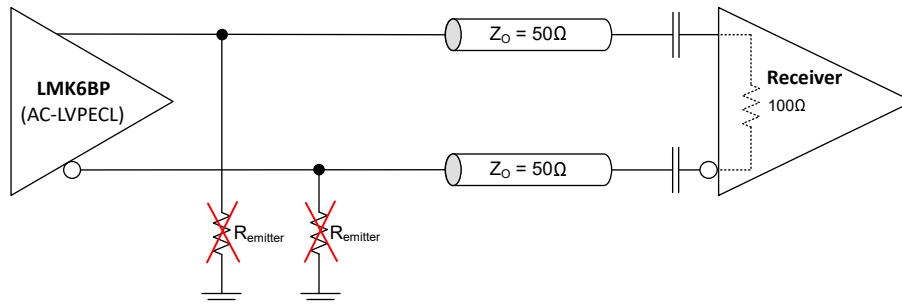 Z_O = 50Ω
LMK6BP
(AC-LVPECL)
Receiver
100Ω
Z_O = 50Ω
R_emitter
R_emitter